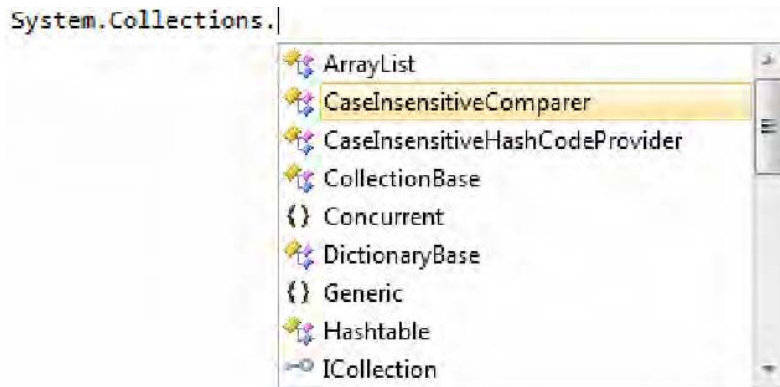 System.Collections.
ArrayList
CaseInsensitiveComparer
CaseInsensitiveHashCodeProvider
CollectionBase
{} Concurrent
DictionaryBase
{} Generic
Hashtable
ICollection